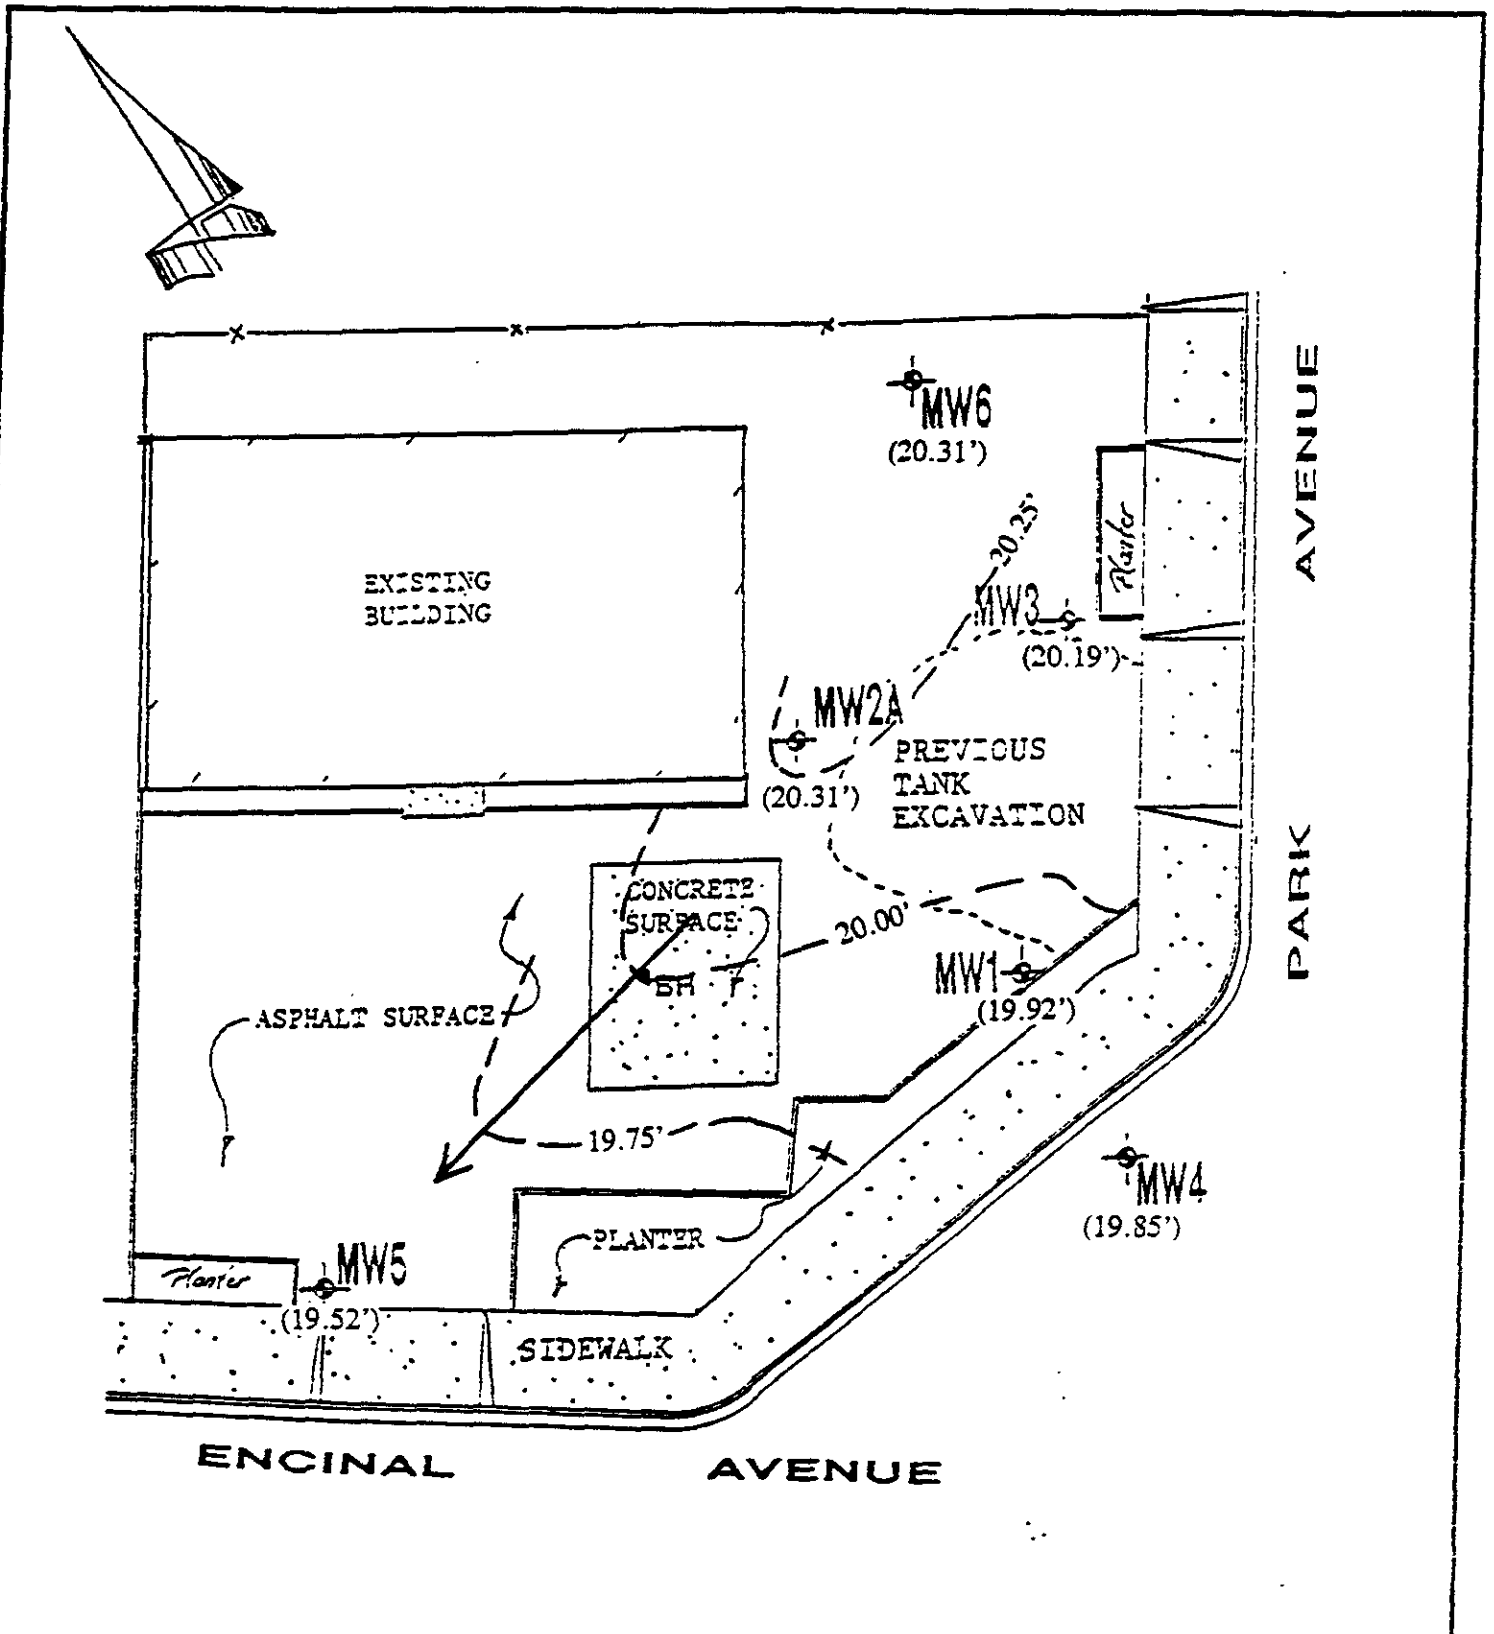 MW6
(20.31')
AVENUE
Planter
20.25'
EXISTING
BUILDING
MW3
(20.19')
MW2A
(20.31')
PREVIOUS
TANK
EXCAVATION
PARK
CONCRETE
SURFACE
20.00'
BH
MW1
(19.92')
ASPHALT SURFACE
19.75'
MW4
(19.85')
PLANTER
MW5
(19.52')
Planter
SIDEWALK
ENCINAL AVENUE